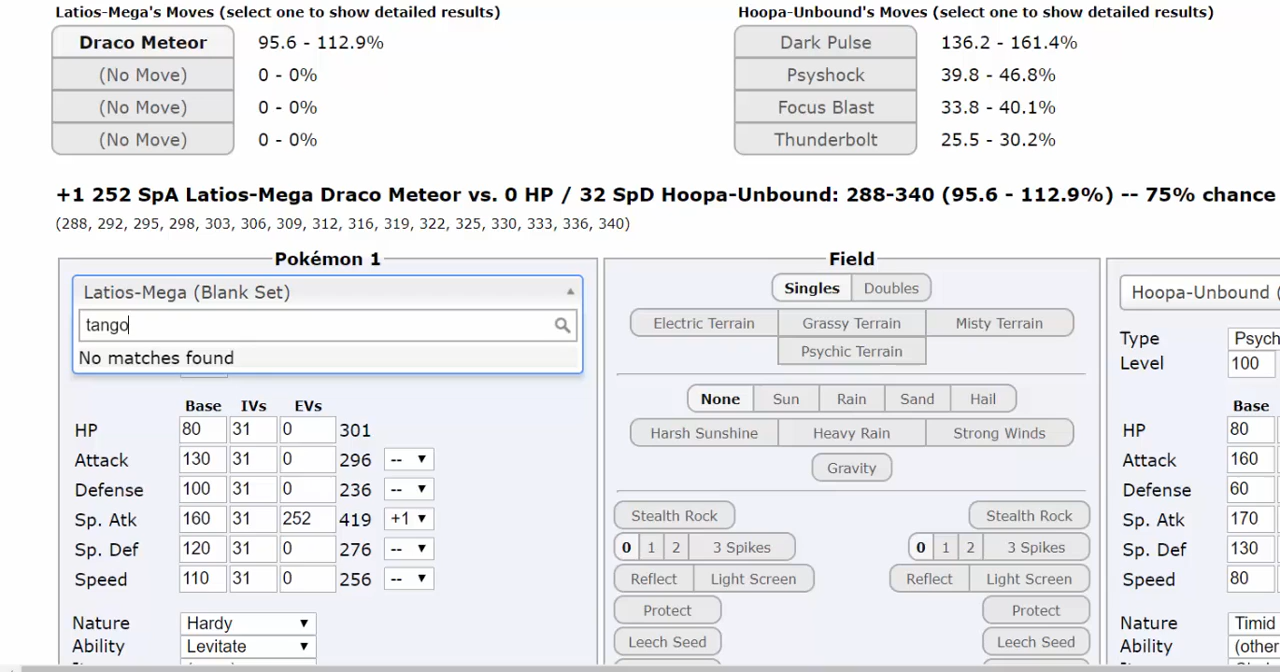 Latios-Mega's Moves (select one to show detailed results)
Draco Meteor 95.6 - 112.9%
(No Move) 0 - 0%
(No Move) 0 - 0%
(No Move) 0 - 0%
Hoopa-Unbound's Moves (select one to show detailed results)
Dark Pulse 136.2 - 161.4%
Psyshock 39.8 - 46.8%
Focus Blast 33.8 - 40.1%
Thunderbolt 25.5 - 30.2%
+1 252 SpA Latios-Mega Draco Meteor vs. 0 HP / 32 SpD Hoopa-Unbound: 288-340 (95.6 - 112.9%) -- 75% chance
(288, 292, 295, 298, 303, 306, 309, 312, 316, 319, 322, 325, 330, 333, 336, 340)
Pokémon 1
Latios-Mega (Blank Set)
tango
No matches found
Base IVs EVs
HP 80 31 0 301
Attack 130 31 0 296 --
Defense 100 31 0 236 --
Sp. Atk 160 31 252 419 +1
Sp. Def 120 31 0 276 --
Speed 110 31 0 256 --
Nature Hardy
Ability Levitate
Field
Singles Doubles
Electric Terrain Grassy Terrain Misty Terrain
Psychic Terrain
None Sun Rain Sand Hail
Harsh Sunshine Heavy Rain Strong Winds
Gravity
Stealth Rock Stealth Rock
0 1 2 3 Spikes 0 1 2 3 Spikes
Reflect Light Screen Reflect Light Screen
Protect Protect
Leech Seed Leech Seed
Hoopa-Unbound (
Type Psych
Level 100
Base
HP 80
Attack 160
Defense 60
Sp. Atk 170
Sp. Def 130
Speed 80
Nature Timid
Ability (other